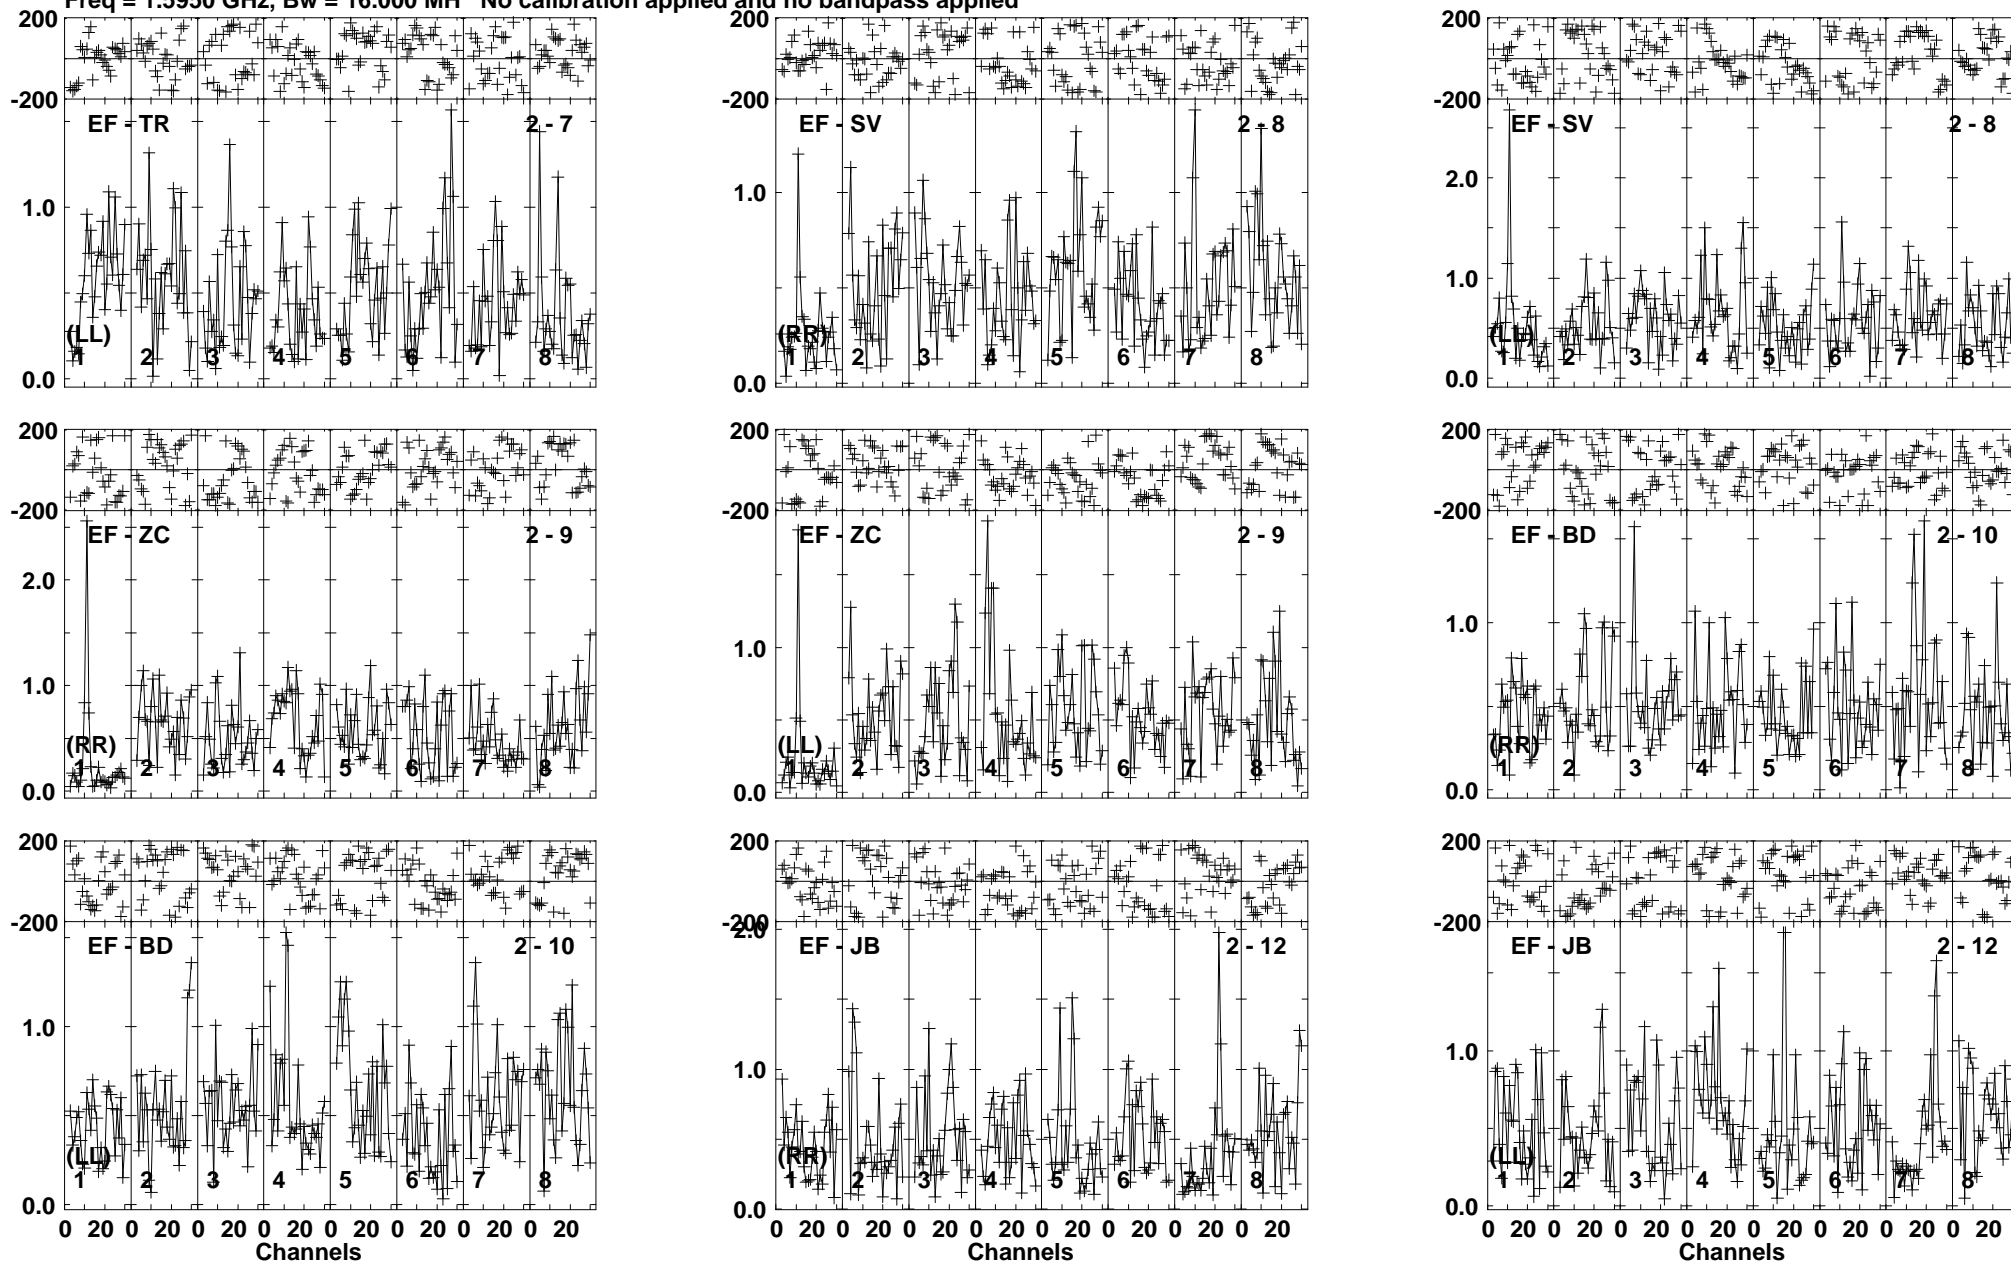 Freq = 1.5950 GHz, Bw = 16.000 MH No calibration applied and no bandpass applied
200 200 200
-200 -200 -200
EF - TR 2 - 7 EF - SV 2 - 8 EF - SV 2 - 8
2.0
1.0 1.0 1.0
(LL) (RR) (LL)
1 2 3 4 5 6 7 8 1 2 3 4 5 6 7 8 1 2 3 4 5 6 7 8
0.0 0.0 0.0
200 200 200
-200 -200 -200
EF - ZC 2 - 9 EF - ZC 2 - 9 EF - BD 2 - 10
2.0
1.0 1.0 1.0
(RR) (LL) (RR)
1 2 3 4 5 6 7 8 1 2 3 4 5 6 7 8 1 2 3 4 5 6 7 8
0.0 0.0 0.0
200 200 200
-200 -200 -200
2.0
EF - BD 2 - 10 EF - JB 2 - 12 EF - JB 2 - 12
1.0 1.0 1.0
(LL) (RR) (LL)
1 2 3 4 5 6 7 8 1 2 3 4 5 6 7 8 1 2 3 4 5 6 7 8
0.0 0.0 0.0
0 20 0 20 0 20 0 20 0 20 0 20 0 20 0 20 0 20 0 20 0 20 0 20 0 20 0 20 0 20 0 20 0 20 0 20 0 20 0 20 0 20 0 20 0 20 0 20
Channels Channels Channels